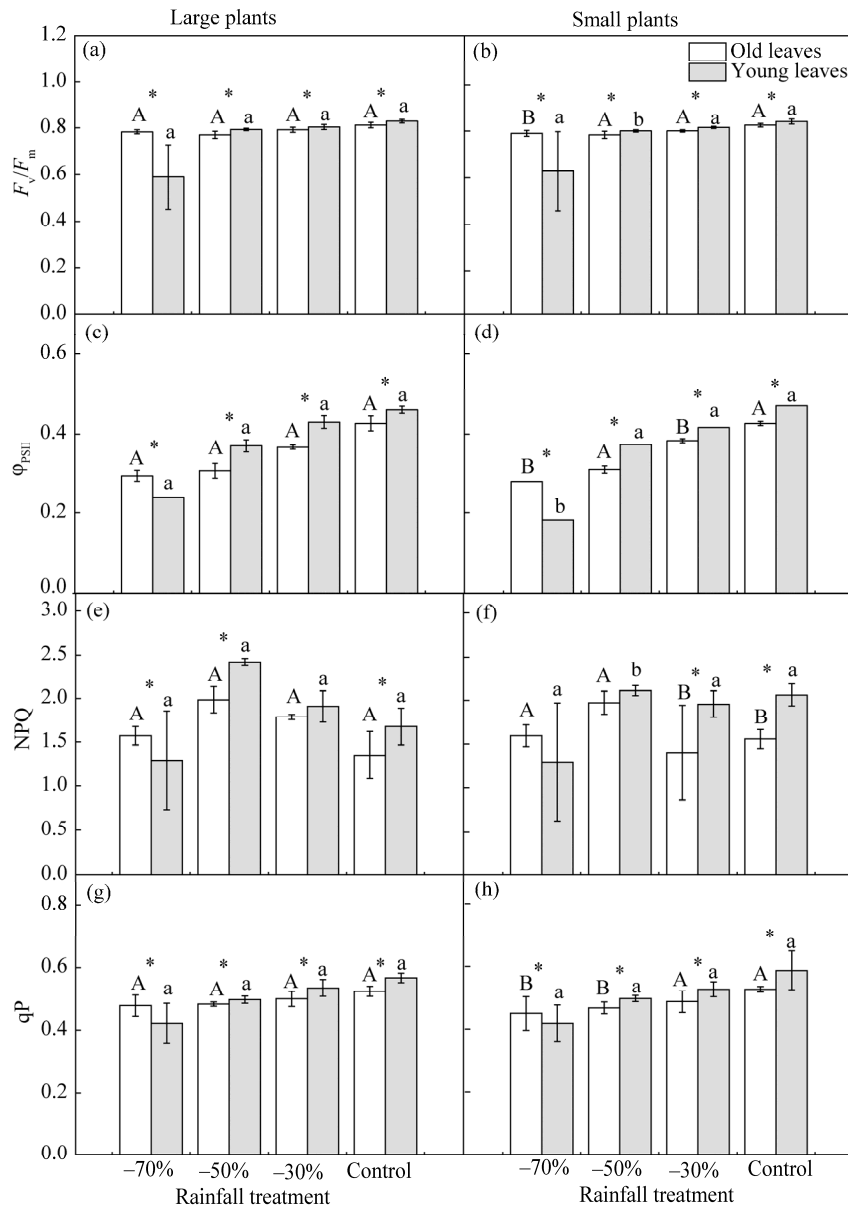 Large plants
Small plants
(a)
(b)
Old leaves
Young leaves
* * * *
* * * *
A a A a A a A a
B a A b A a A a
1.2
1.0
0.8
0.6
0.4
0.2
0.0
Fv/Fm
(c)
(d)
* * * *
* * * *
A a A a A a A a
B b A a B a A a
0.6
0.4
0.2
0.0
φPSII
(e)
(f)
* * *
* *
A a A a A a A a
A a A b B a B a
3.0
2.5
2.0
1.5
1.0
0.5
0.0
NPQ
(g)
(h)
* * * *
* * * *
A a A a A a A a
B a B a A a A a
0.8
0.6
0.4
0.2
0.0
qP
–70% –50% –30% Control
–70% –50% –30% Control
Rainfall treatment
Rainfall treatment